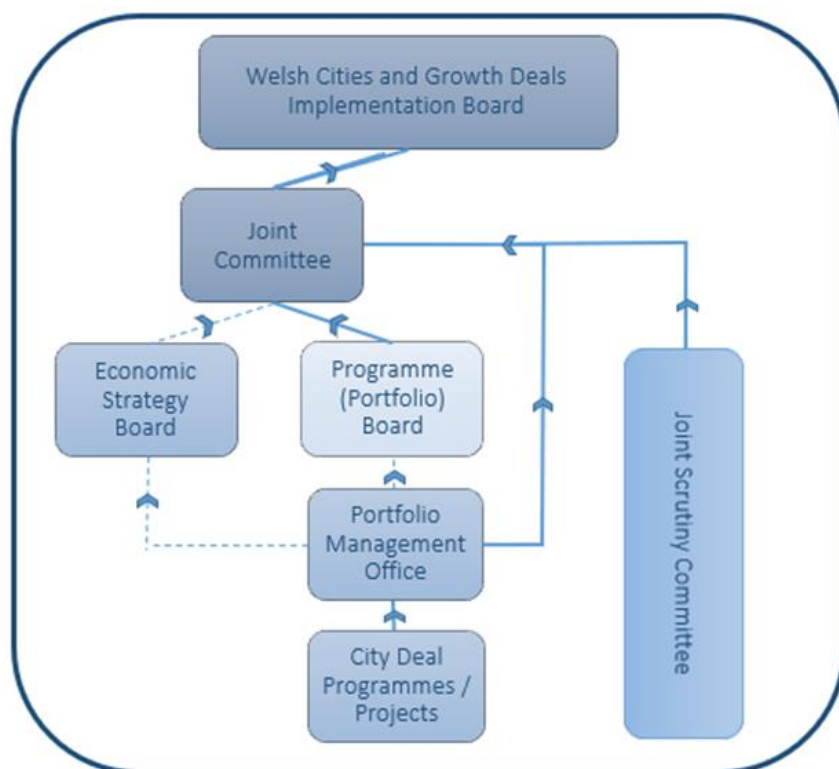 Welsh Cities and Growth Deals
Implementation Board
Joint
Committee
Economic
Strategy
Board
Programme
(Portfolio)
Board
Portfolio
Management
Office
City Deal
Programmes /
Projects
Joint Scrutiny Committee